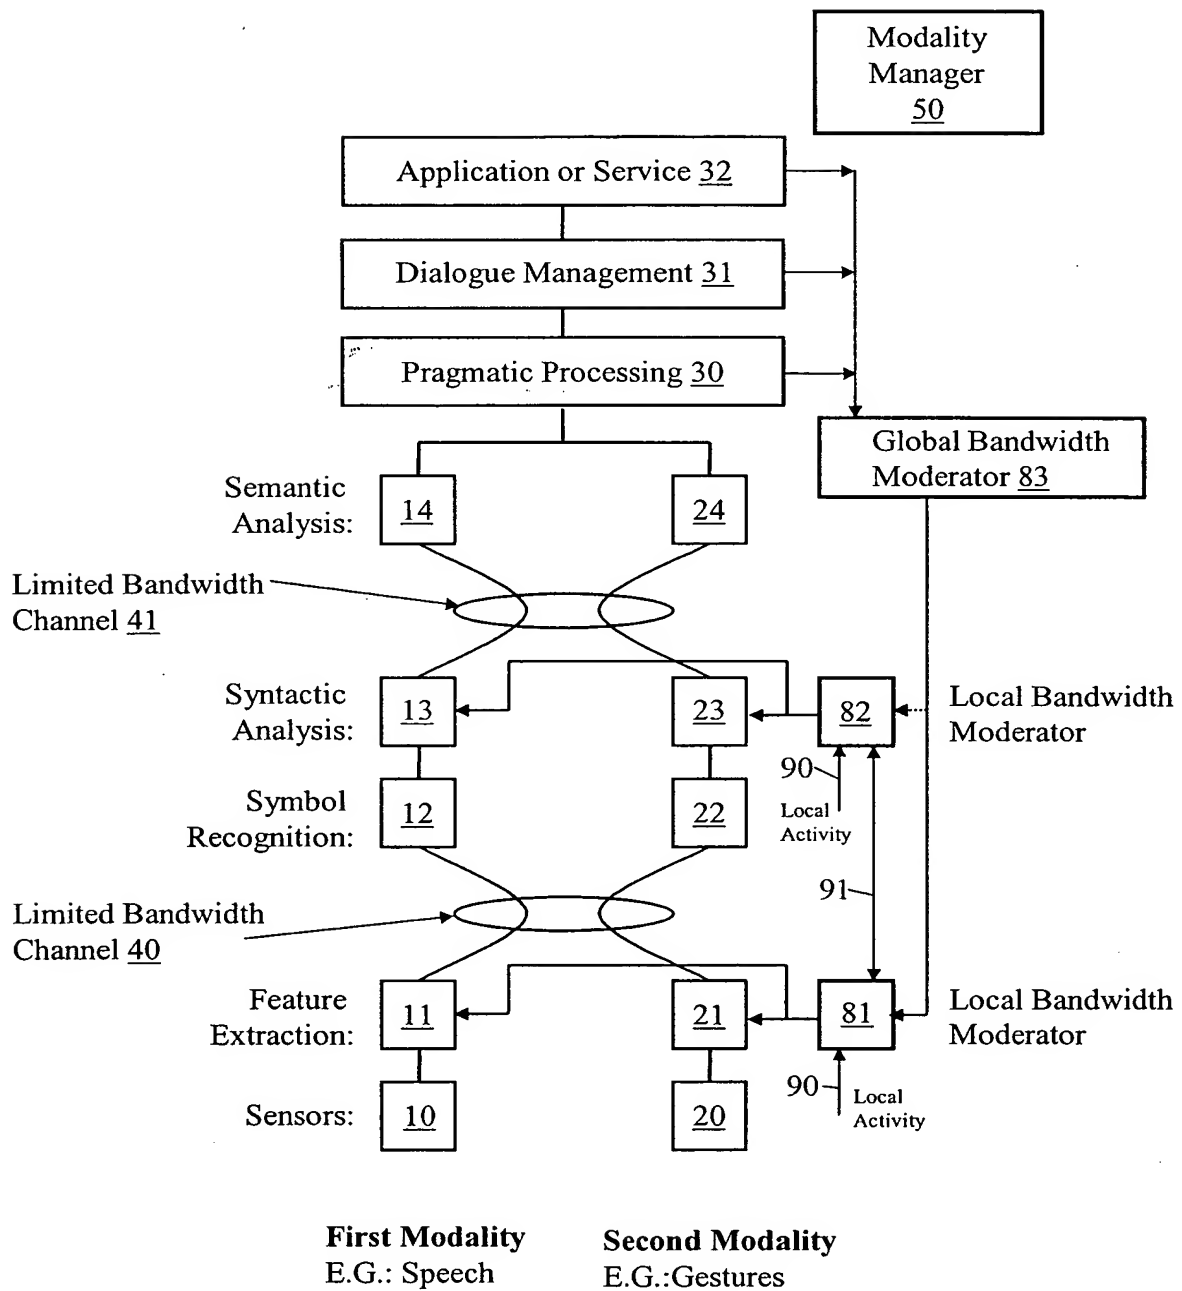 Modality
Manager
50
Application or Service 32
Dialogue Management 31
Pragmatic Processing 30
Global Bandwidth
Moderator 83
Semantic
Analysis:
14
24
Limited Bandwidth
Channel 41
Syntactic
Analysis:
13
23
82
Local Bandwidth
Moderator
90
Local
Activity
Symbol
Recognition:
12
22
91
Limited Bandwidth
Channel 40
Feature
Extraction:
11
21
81
Local Bandwidth
Moderator
90
Local
Activity
Sensors:
10
20
First Modality
E.G.: Speech
Second Modality
E.G.:Gestures